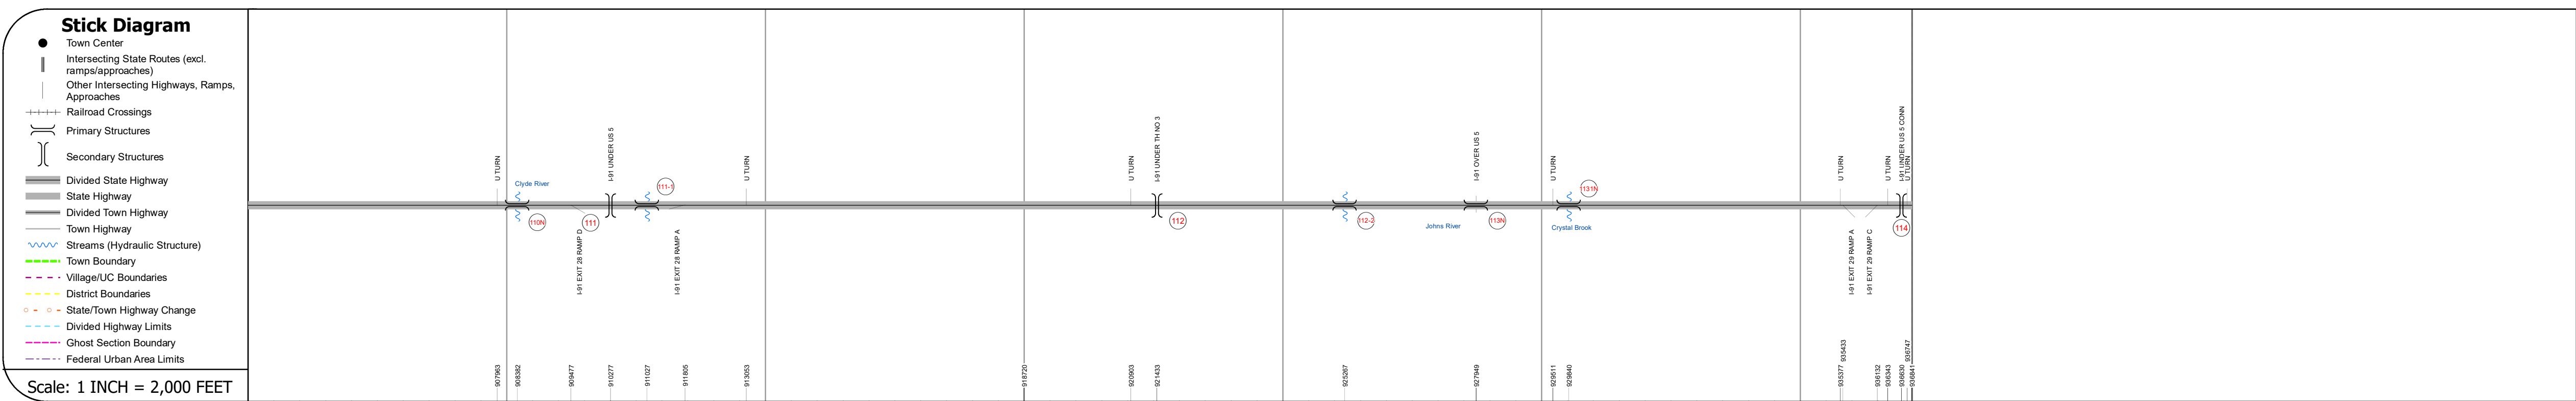 Stick Diagram
Town Center
Intersecting State Routes (excl.
ramps/approaches)
Other Intersecting Highways, Ramps,
Approaches
Railroad Crossings
Primary Structures
Secondary Structures
Divided State Highway
State Highway
Divided Town Highway
Town Highway
Streams (Hydraulic Structure)
Town Boundary
Village/UC Boundaries
District Boundaries
State/Town Highway Change
Divided Highway Limits
Ghost Section Boundary
Federal Urban Area Limits
Scale: 1 INCH = 2,000 FEET
U TURN
Clyde River
110N
I-91 EXIT 28 RAMP D
111
I-91 UNDER US 5
111-1
I-91 EXIT 28 RAMP A
U TURN
U TURN
I-91 UNDER TH NO 3
112
112-2
Johns River
I-91 OVER US 5
113N
U TURN
1131N
Crystal Brook
U TURN
I-91 EXIT 29 RAMP A
I-91 EXIT 29 RAMP C
U TURN
I-91 UNDER US 5 CONN
U TURN
114
907963
908382
909477
910277
911027
911805
913053
918720
920903
921433
925267
927949
929511
929840
935377
935433
936132
936343
936630
936747
936841